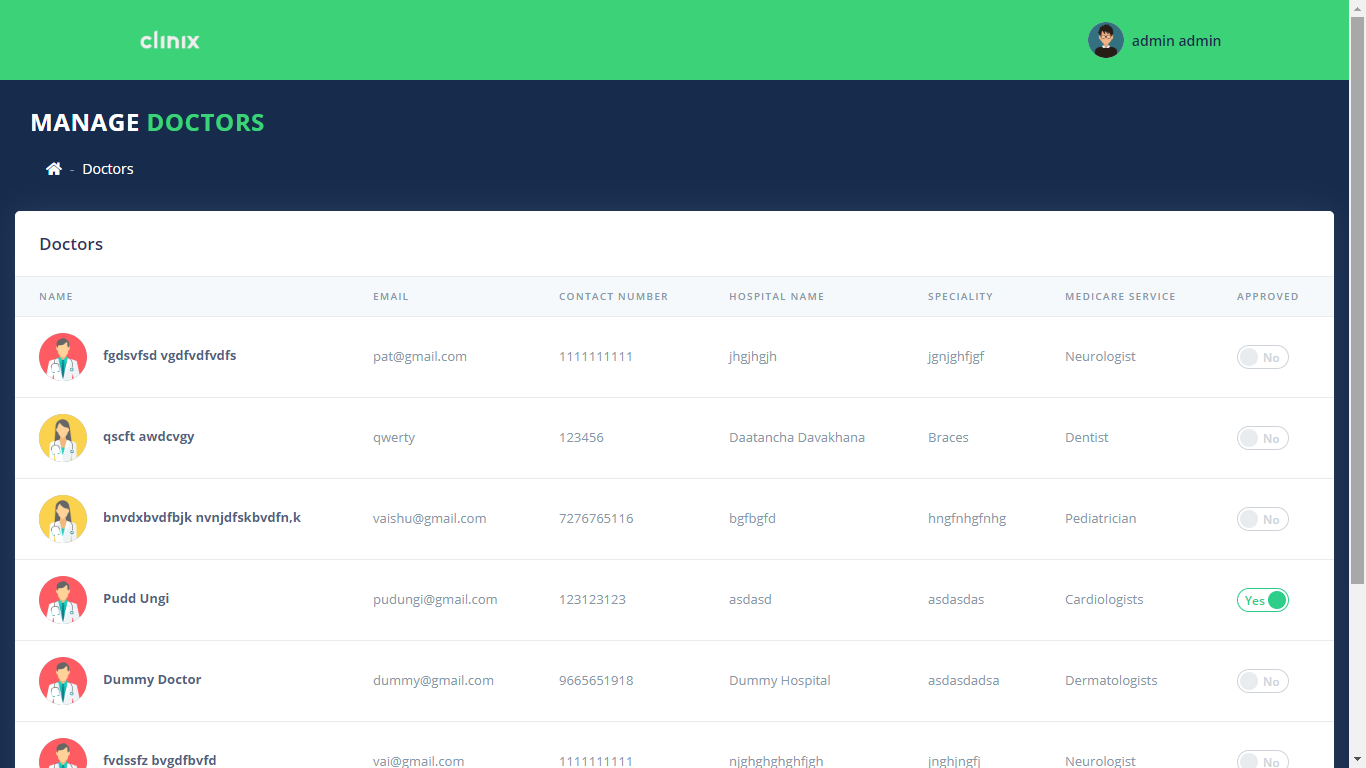 clinix
admin admin
MANAGE DOCTORS
- Doctors
Doctors
NAME EMAIL CONTACT NUMBER HOSPITAL NAME SPECIALITY MEDICARE SERVICE APPROVED
fgdsvfsd vgdfvdfvdfs pat@gmail.com 1111111111 jhgjhgjh jgnjghfjgf Neurologist No
qscft awdcvgy qwerty 123456 Daatancha Davakhana Braces Dentist No
bnvdxbvdfbjk nvnjdfskbvdfn,k vaishu@gmail.com 7276765116 bgfbgfd hngfnhgfnhg Pediatrician No
Pudd Ungi pudungi@gmail.com 123123123 asdasd asdasdas Cardiologists Yes
Dummy Doctor dummy@gmail.com 9665651918 Dummy Hospital asdasdadsa Dermatologists No
fvdssfz bvgdfbvfd vai@gmail.com 1111111111 njghghghghfjgh jnghjngfj Neurologist No